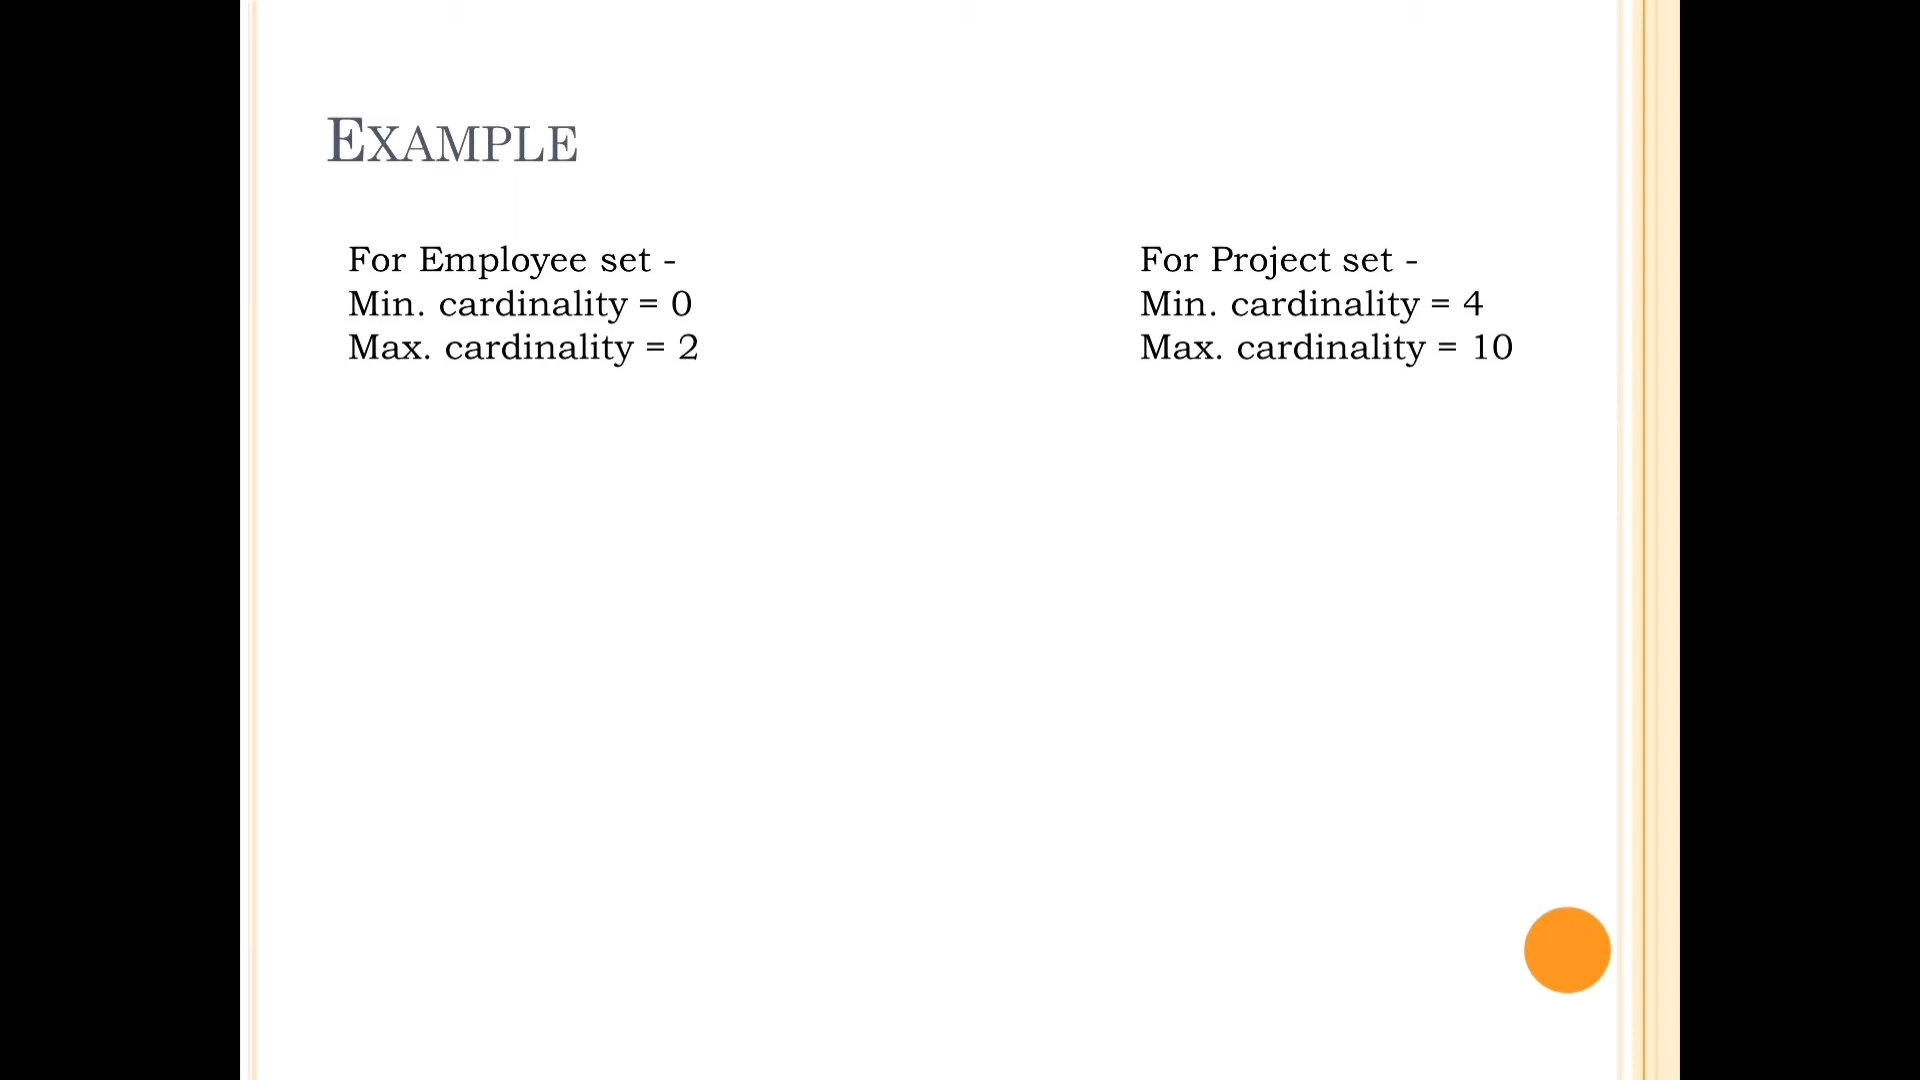 EXAMPLE
For Employee set -
Min. cardinality = 0
Max. cardinality = 2
For Project set -
Min. cardinality = 4
Max. cardinality = 10